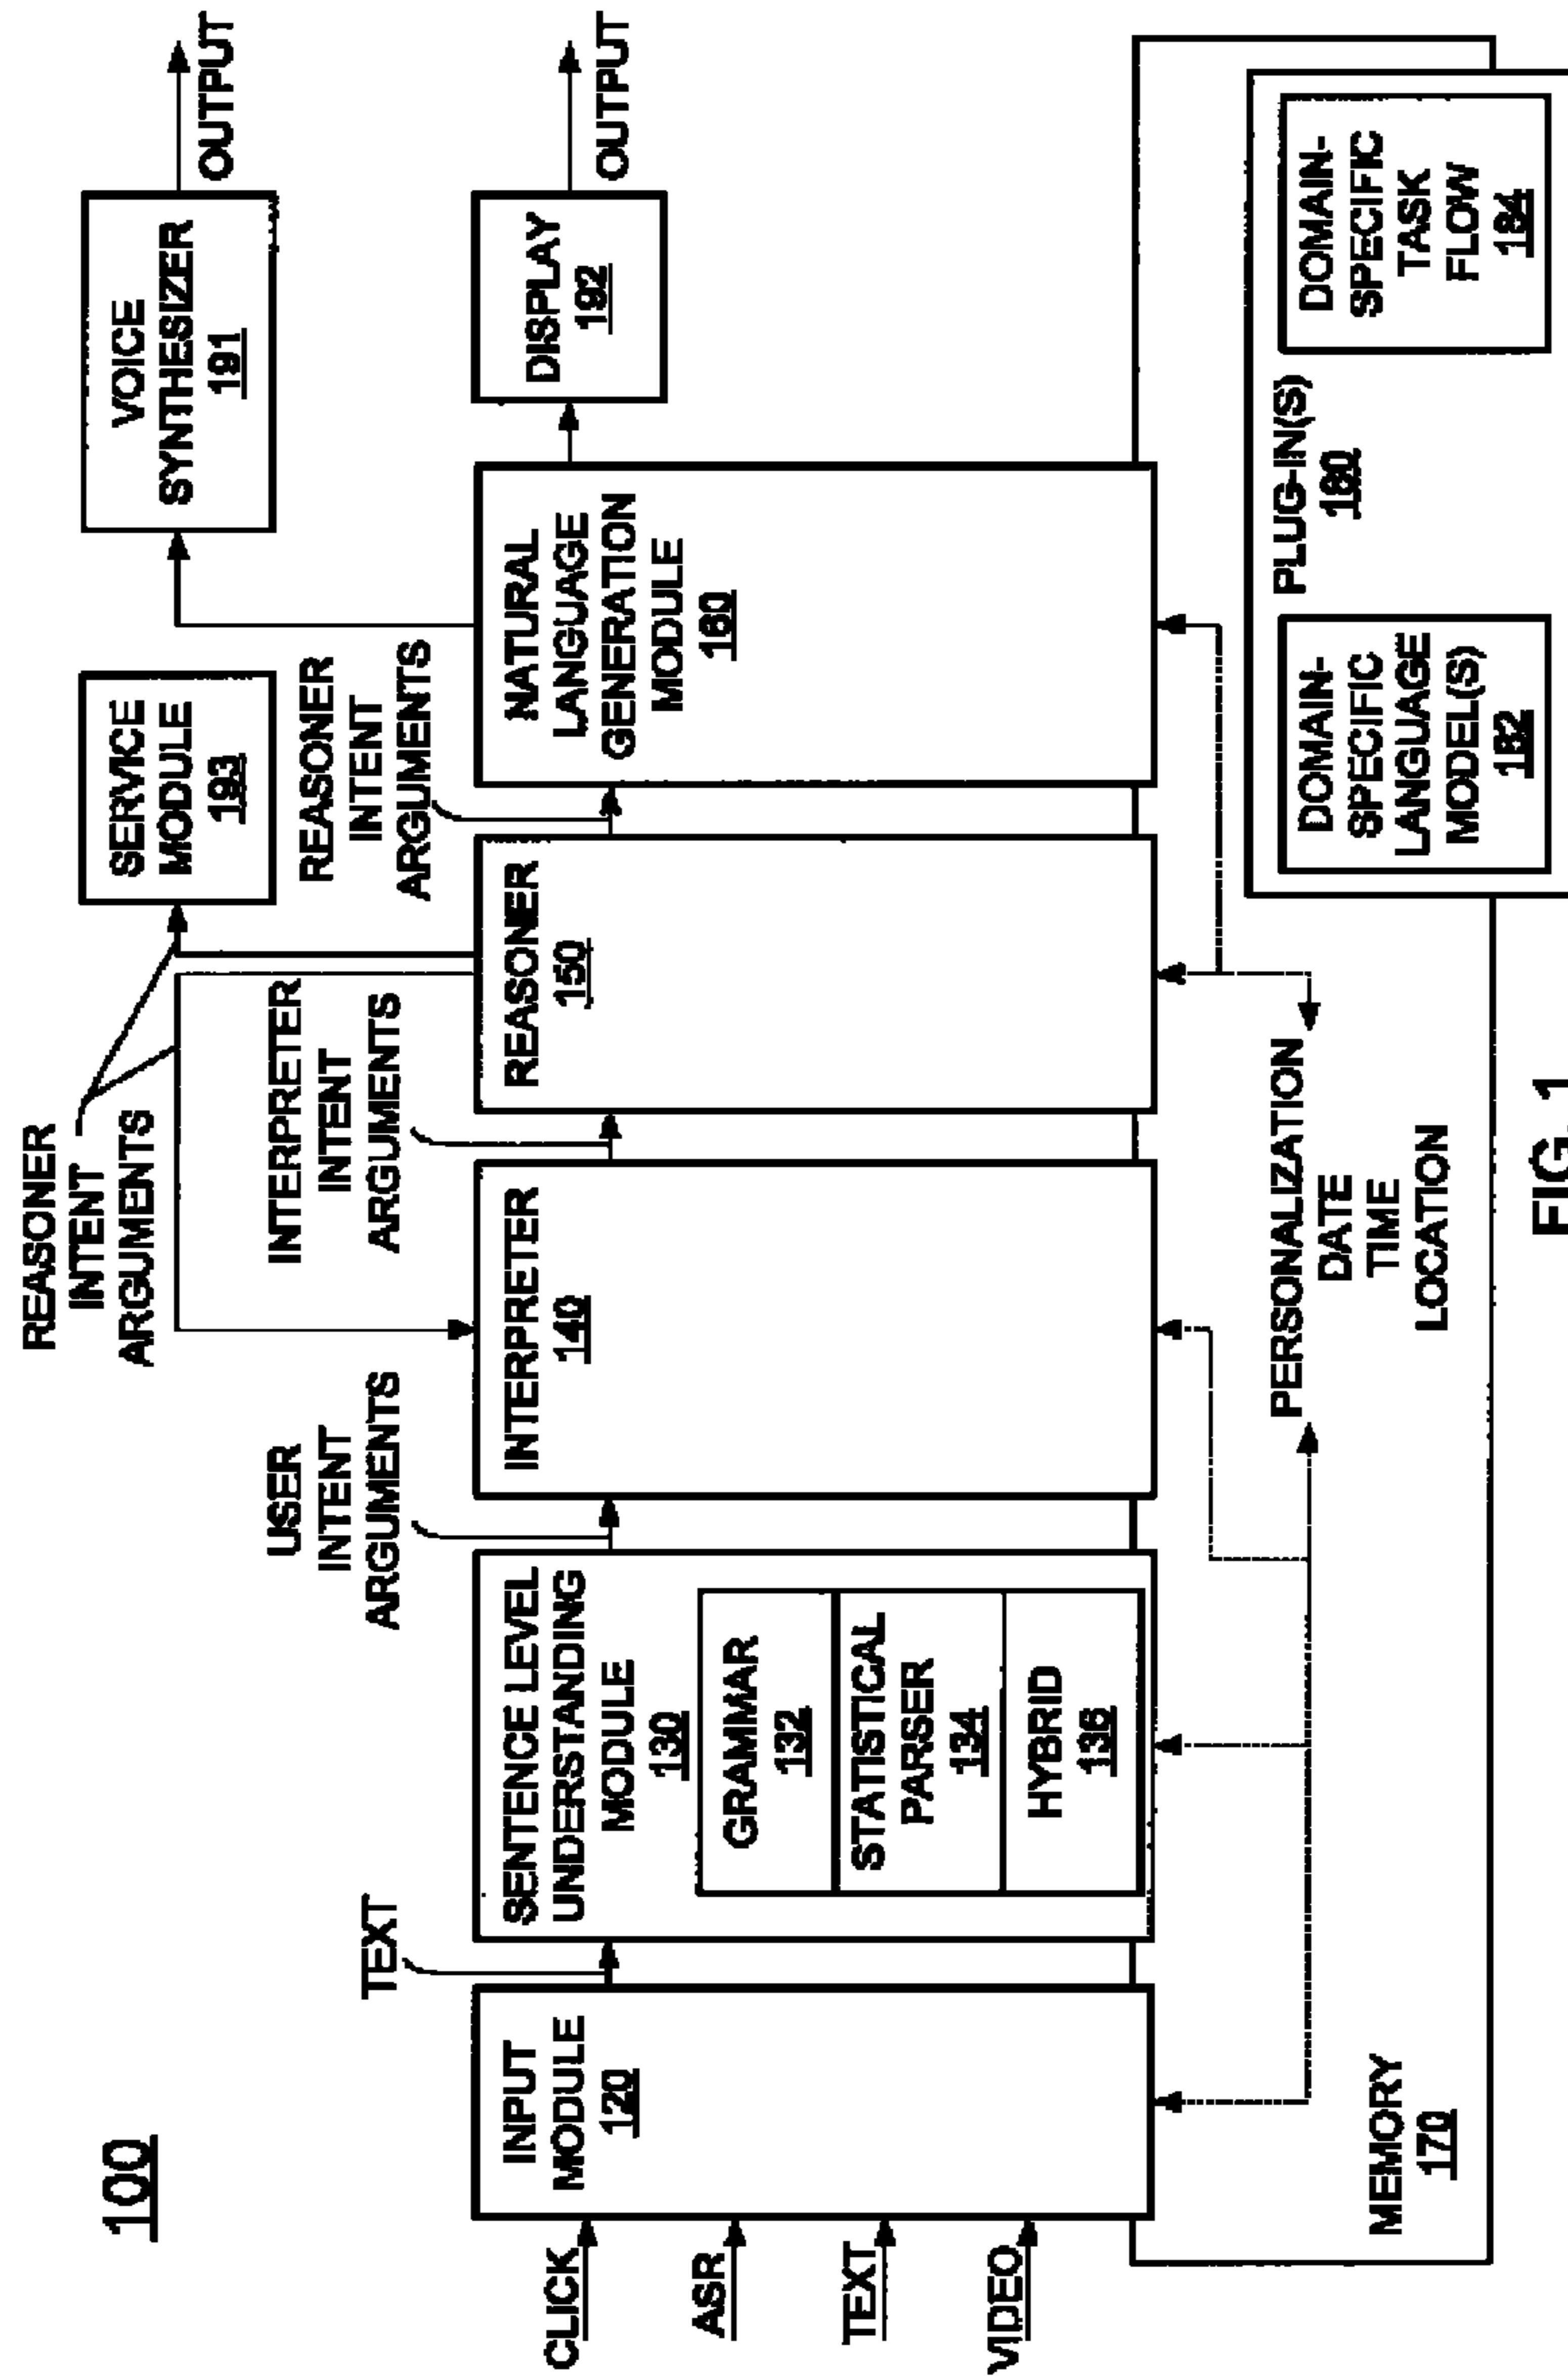 100
REASONER
INTENT
ARGUMENTS
SERVICE
MODULE
193
VOICE
SYNTHESIZER
191
OUTPUT
TEXT
USER
INTENT
ARGUMENTS
INTERPRETER
INTENT
ARGUMENTS
REASONER
INTENT
ARGUMENTS
CLICK
ASR
TEXT
VIDEO
INPUT
MODULE
120
SENTENCE LEVEL
UNDERSTANDING
MODULE
130
GRAMMAR
132
STATISTICAL
PARSER
134
HYBRID
136
INTERPRETER
140
REASONER
150
NATURAL
LANGUAGE
GENERATION
MODULE
160
DISPLAY
192
OUTPUT
MEMORY
170
PERSONALIZATION
DATE
TIME
LOCATION
PLUG-IN(S)
180
DOMAIN-
SPECIFIC
LANGUAGE
MODEL(S)
182
DOMAIN-
SPECIFIC
TASK
FLOW
184
FIG. 1